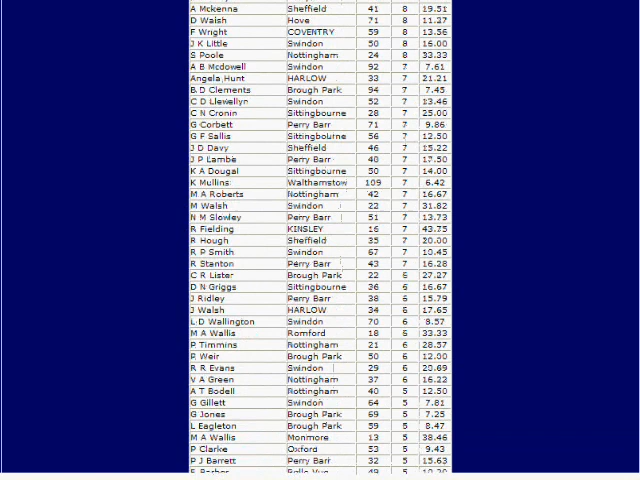 A Mckenna Sheffield 41 8 19.51
D Walsh Hove 71 8 11.27
F Wright COVENTRY 59 8 13.56
J K Little Swindon 50 8 16.00
S Poole Nottingham 24 8 33.33
A B Mcdowell Swindon 92 7 7.61
Angela Hunt HARLOW 33 7 21.21
B D Clements Brough Park 94 7 7.45
C D Llewellyn Swindon 52 7 13.46
C N Cronin Sittingbourne 28 7 25.00
G Corbett Perry Barr 71 7 9.86
G F Sallis Sittingbourne 56 7 12.50
J D Davy Sheffield 46 7 15.22
J P Lambe Perry Barr 40 7 17.50
K A Dougal Sittingbourne 50 7 14.00
K Mullins Walthamstow 109 7 6.42
M A Roberts Nottingham 42 7 16.67
M Walsh Swindon 22 7 31.82
N M Slowley Perry Barr 51 7 13.73
R Fielding KINSLEY 16 7 43.75
R Hough Sheffield 35 7 20.00
R P Smith Swindon 67 7 10.45
R Stanton Perry Barr 43 7 16.28
C R Lister Brough Park 22 6 27.27
D N Griggs Sittingbourne 36 6 16.67
J Ridley Perry Barr 38 6 15.79
J Walsh HARLOW 34 6 17.65
L D Wallington Swindon 70 6 8.57
M A Wallis Romford 18 6 33.33
P Timmins Nottingham 21 6 28.57
P Weir Brough Park 50 6 12.00
R R Evans Swindon 29 6 20.69
V A Green Nottingham 37 6 16.22
A T Bodell Nottingham 40 5 12.50
G Gillett Swindon 64 5 7.81
G Jones Brough Park 69 5 7.25
L Eagleton Brough Park 59 5 8.47
M A Wallis Monmore 13 5 38.46
P Clarke Oxford 53 5 9.43
P J Barrett Perry Barr 32 5 15.63
Barber Belle Vue 49 5 10.20